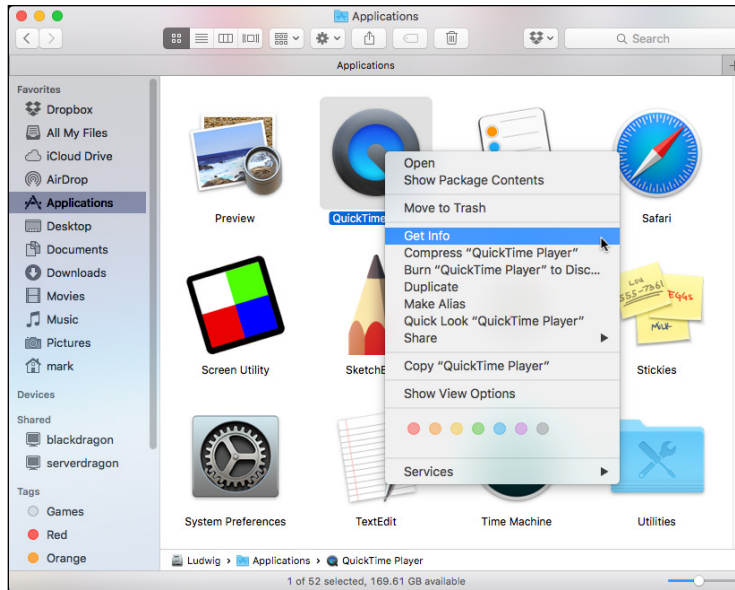 Applications
Search
Applications
Favorites
Dropbox
All My Files
iCloud Drive
AirDrop
Applications
Desktop
Documents
Downloads
Movies
Music
Pictures
mark
Devices
Shared
blackdragon
serverdragon
Tags
Games
Red
Orange
Preview
QuickTime
Safari
Open
Show Package Contents
Move to Trash
Get Info
Compress “QuickTime Player”
Burn “QuickTime Player” to Disc...
Duplicate
Make Alias
Quick Look “QuickTime Player”
Share
Copy “QuickTime Player”
Show View Options
Services
Screen Utility
555-7361
EGGS
MILK
Stickies
System Preferences
TextEdit
Time Machine
Utilities
Ludwig › Applications › QuickTime Player
1 of 52 selected, 169.61 GB available